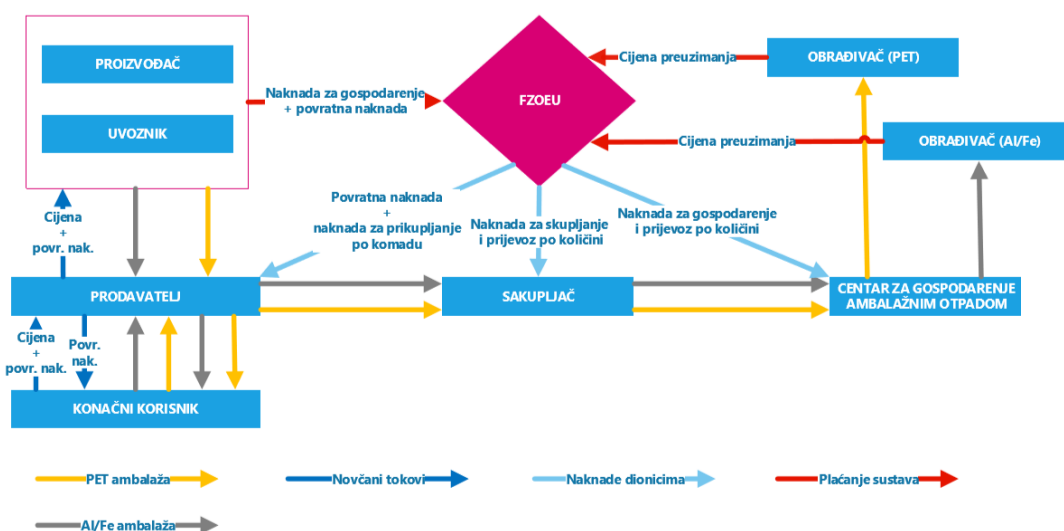 PROIZVOĐAČ
UVOZNIK
Naknada za gospodarenje
+ povratna naknada
FZOEU
Cijena preuzimanja
OBRAĐIVAČ (PET)
Cijena preuzimanja
OBRAĐIVAČ (Al/Fe)
Cijena
+
povr. nak.
Povratna naknada
+
naknada za prikupljanje
po komadu
Naknada za skupljanje
i prijevoz po količini
Naknada za gospodarenje
i prijevoz po količini
PRODAVATELJ
SAKUPLJAČ
CENTAR ZA GOSPODARENJE
AMBALAŽNIM OTPADOM
Cijena
+
povr. nak.
Povr.
nak.
KONAČNI KORISNIK
PET ambalaža
Novčani tokovi
Naknade dionicima
Plaćanje sustava
Al/Fe ambalaža